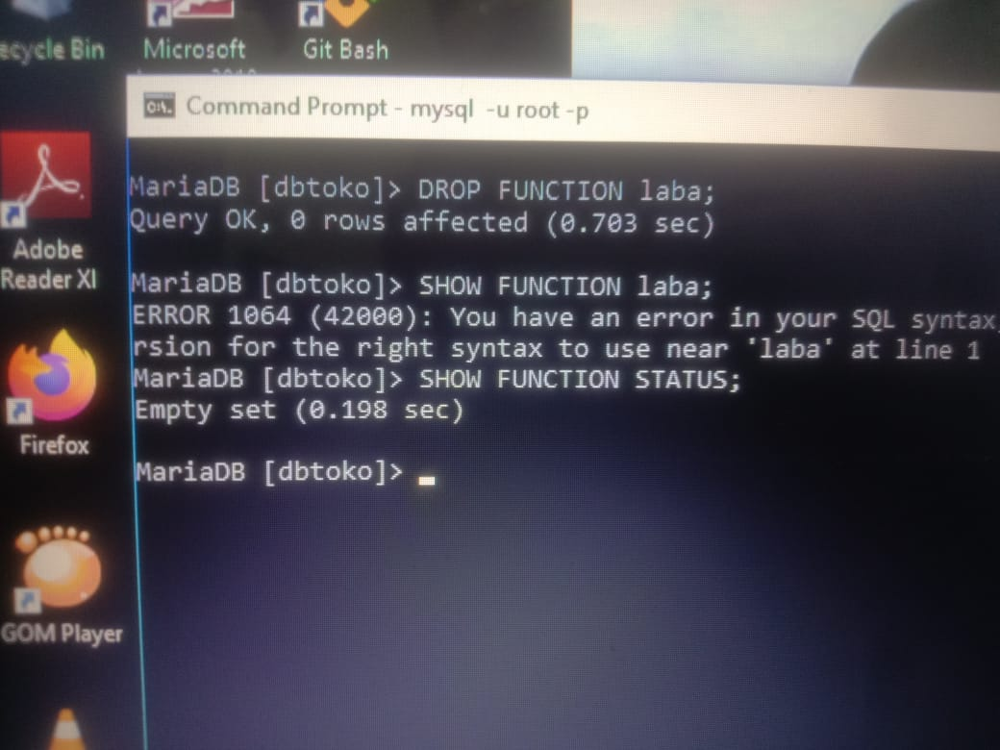 ecycle Bin
Microsoft
Git Bash
Command Prompt - mysql -u root -p
MariaDB [dbtoko]> DROP FUNCTION laba;
Query OK, 0 rows affected (0.703 sec)
MariaDB [dbtoko]> SHOW FUNCTION laba;
ERROR 1064 (42000): You have an error in your SQL syntax
rsion for the right syntax to use near 'laba' at line 1
MariaDB [dbtoko]> SHOW FUNCTION STATUS;
Empty set (0.198 sec)
MariaDB [dbtoko]>
Adobe
Reader XI
Firefox
GOM Player